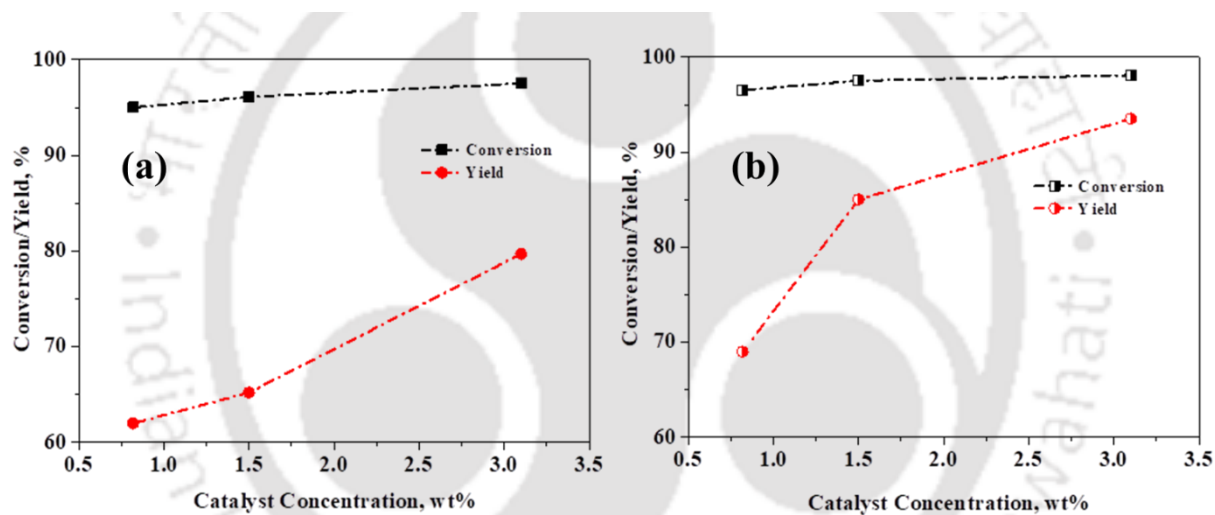 (a)
Conversion
Yield
100
90
80
70
60
0.5 1.0 1.5 2.0 2.5 3.0 3.5
Conversion/Yield, %
Catalyst Concentration, wt%
(b)
Conversion
Yield
100
90
80
70
60
0.5 1.0 1.5 2.0 2.5 3.0 3.5
Conversion/Yield, %
Catalyst Concentration, wt%
Indian
wahati